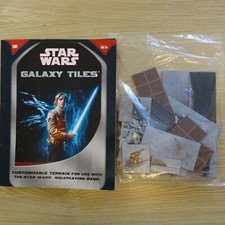 STAR
WARS
GALAXY TILES
CUSTOMIZABLE TERRAIN FOR USE WITH
THE STAR WARS ROLEPLAYING GAME